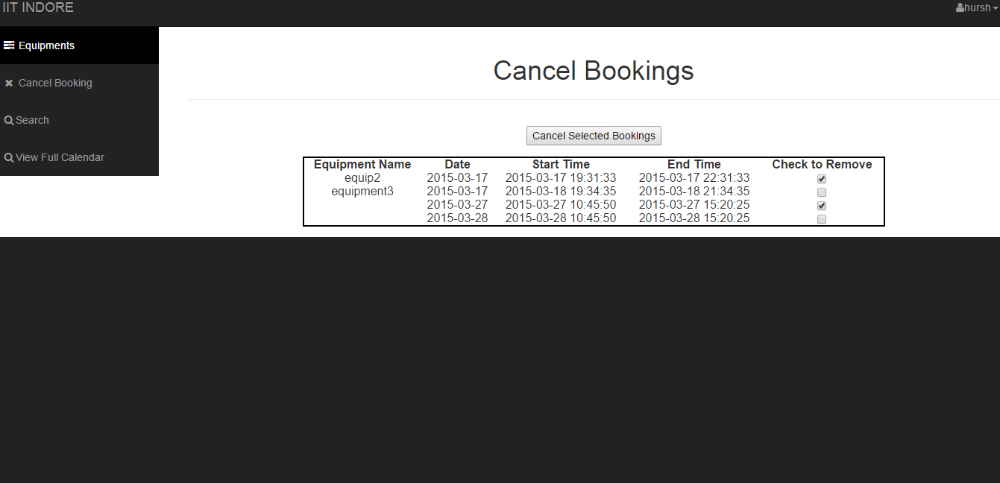 IIT INDORE
hursh
Equipments
Cancel Booking
Search
View Full Calendar
Cancel Bookings
Cancel Selected Bookings
Equipment Name Date Start Time End Time Check to Remove
equip2 2015-03-17 2015-03-17 19:31:33 2015-03-17 22:31:33
equipment3 2015-03-17 2015-03-18 19:34:35 2015-03-18 21:34:35
2015-03-27 2015-03-27 10:45:50 2015-03-27 15:20:25
2015-03-28 2015-03-28 10:45:50 2015-03-28 15:20:25